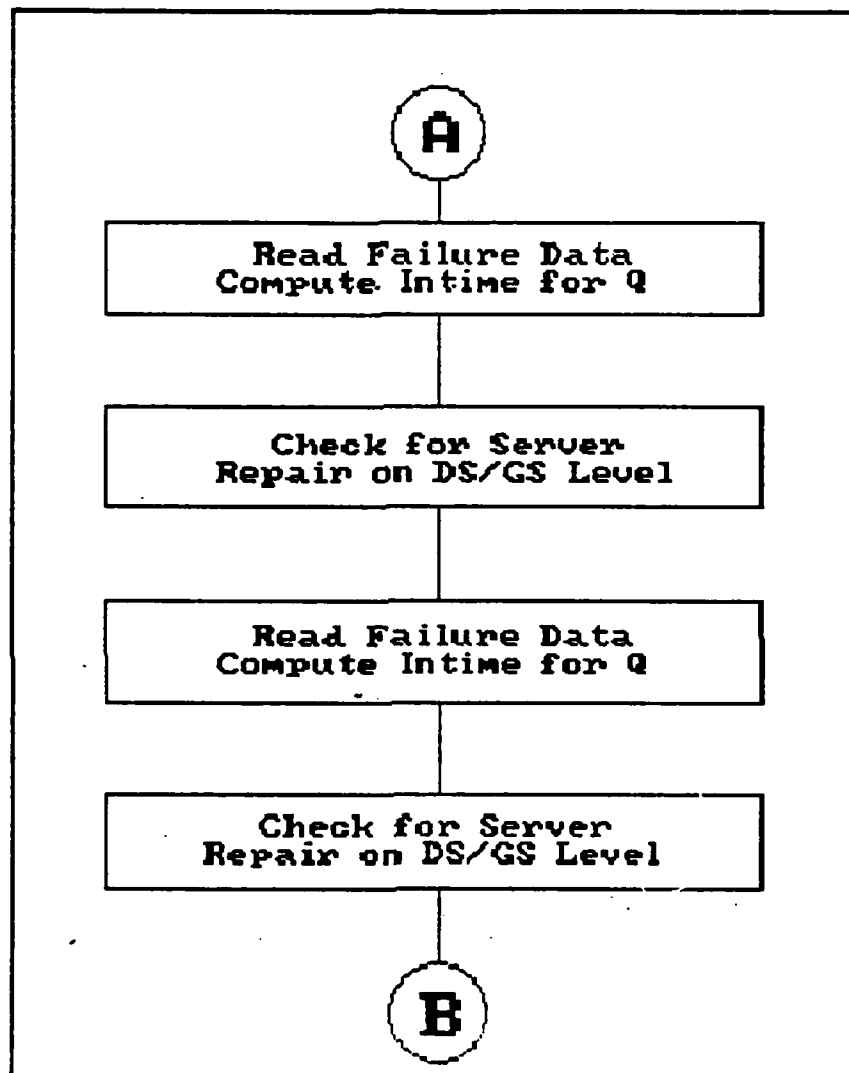 A
Read Failure Data
Compute Intime for Q
Check for Server
Repair on DS/GS Level
Read Failure Data
Compute Intime for Q
Check for Server
Repair on DS/GS Level
B